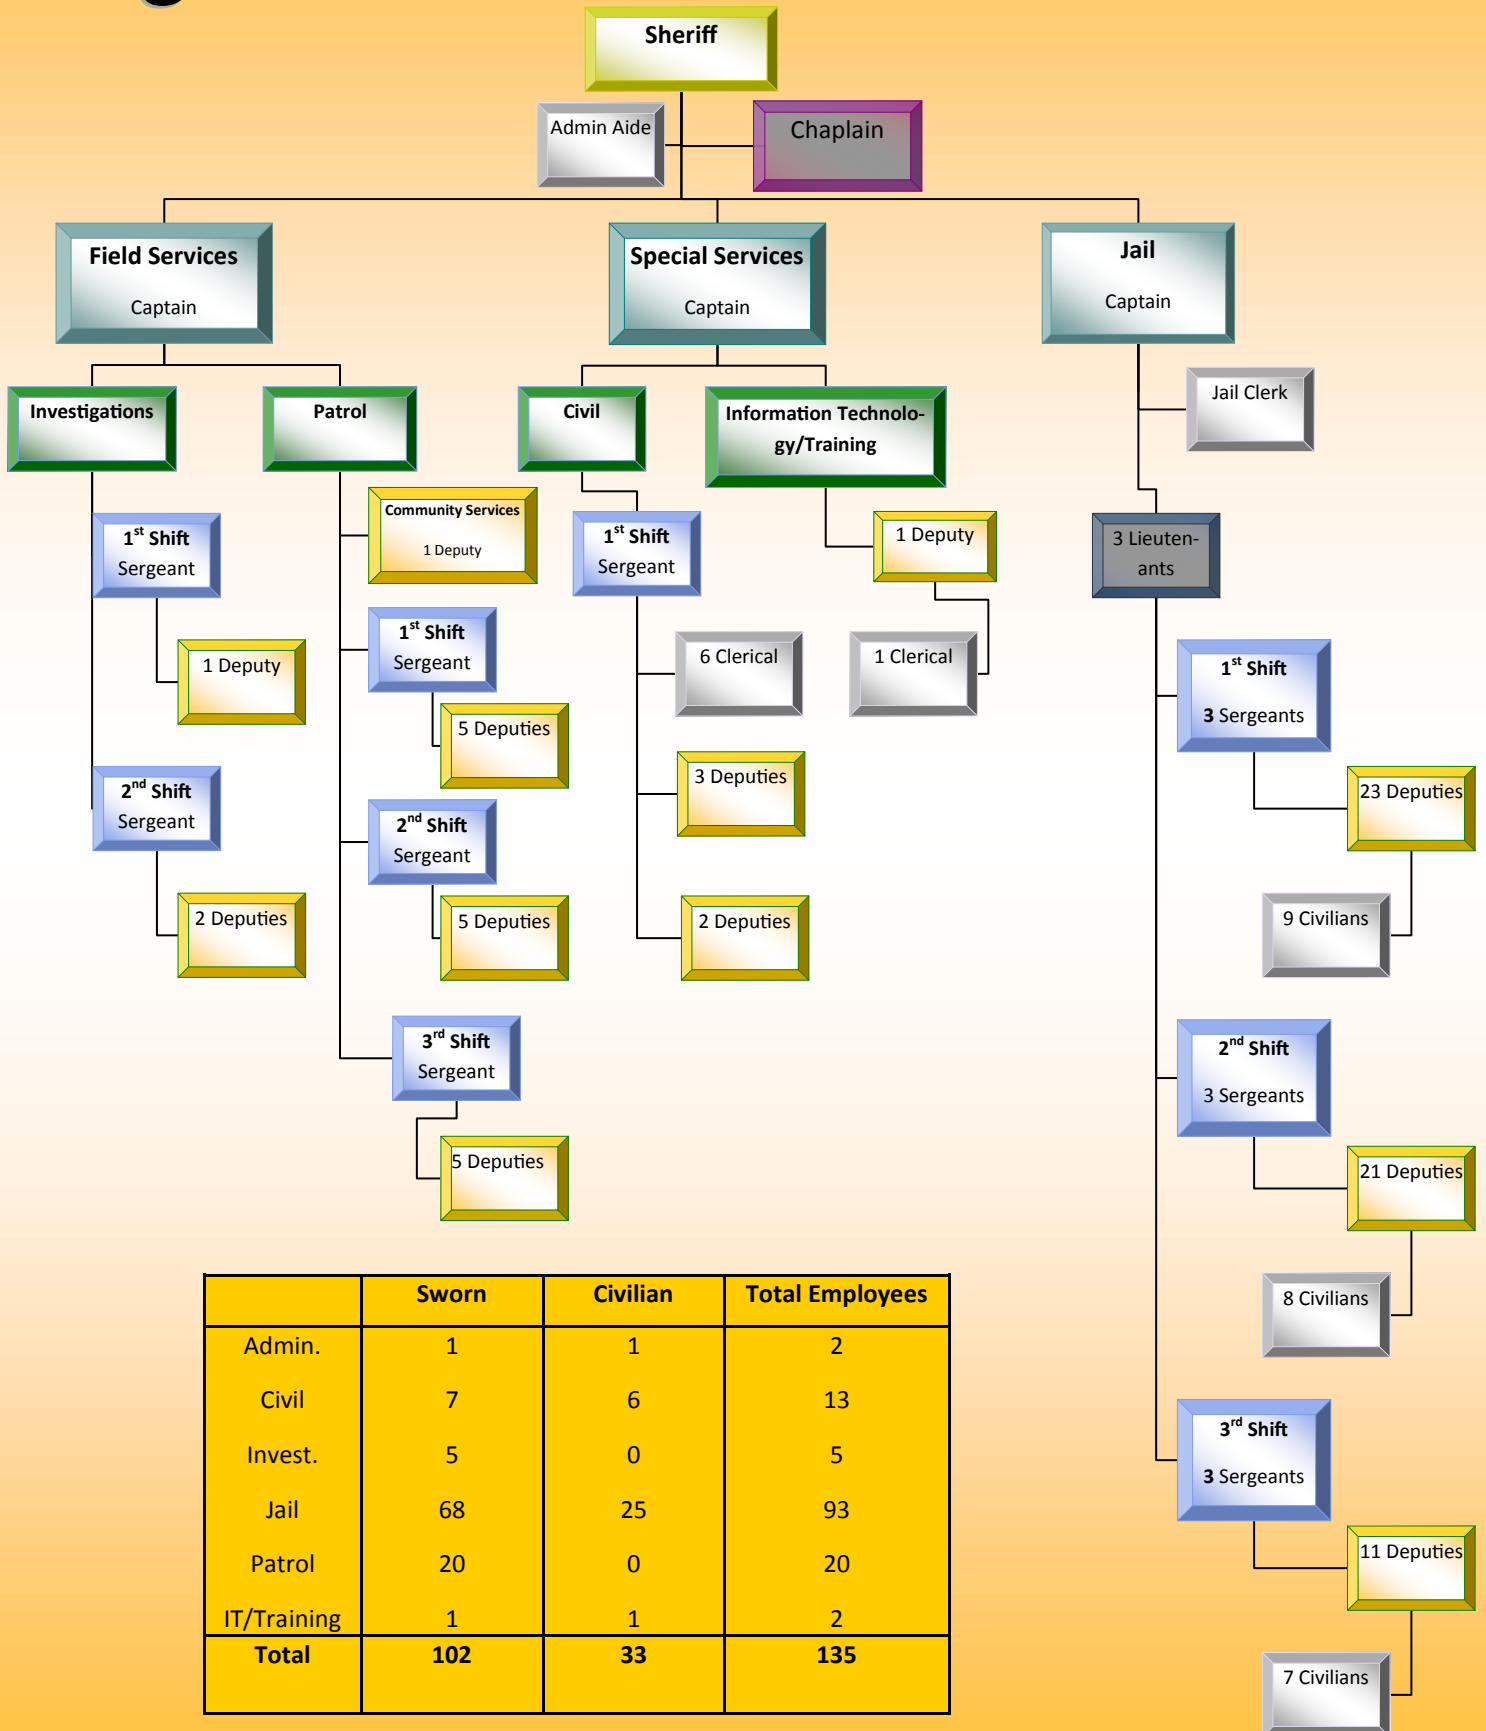 Sheriff
Admin Aide
Chaplain
Field Services
Captain
Special Services
Captain
Jail
Captain
Investigations
Patrol
Civil
Information Technolo-
gy/Training
Jail Clerk
Community Services
1 Deputy
1st Shift
Sergeant
1 Deputy
2nd Shift
Sergeant
2 Deputies
1st Shift
Sergeant
5 Deputies
2nd Shift
Sergeant
5 Deputies
3rd Shift
Sergeant
5 Deputies
1st Shift
Sergeant
6 Clerical
3 Deputies
2 Deputies
1 Deputy
1 Clerical
3 Lieuten-
ants
1st Shift
3 Sergeants
23 Deputies
9 Civilians
2nd Shift
3 Sergeants
21 Deputies
8 Civilians
3rd Shift
3 Sergeants
11 Deputies
7 Civilians
Sworn Civilian Total Employees
Admin. 1 1 2
Civil 7 6 13
Invest. 5 0 5
Jail 68 25 93
Patrol 20 0 20
IT/Training 1 1 2
Total 102 33 135